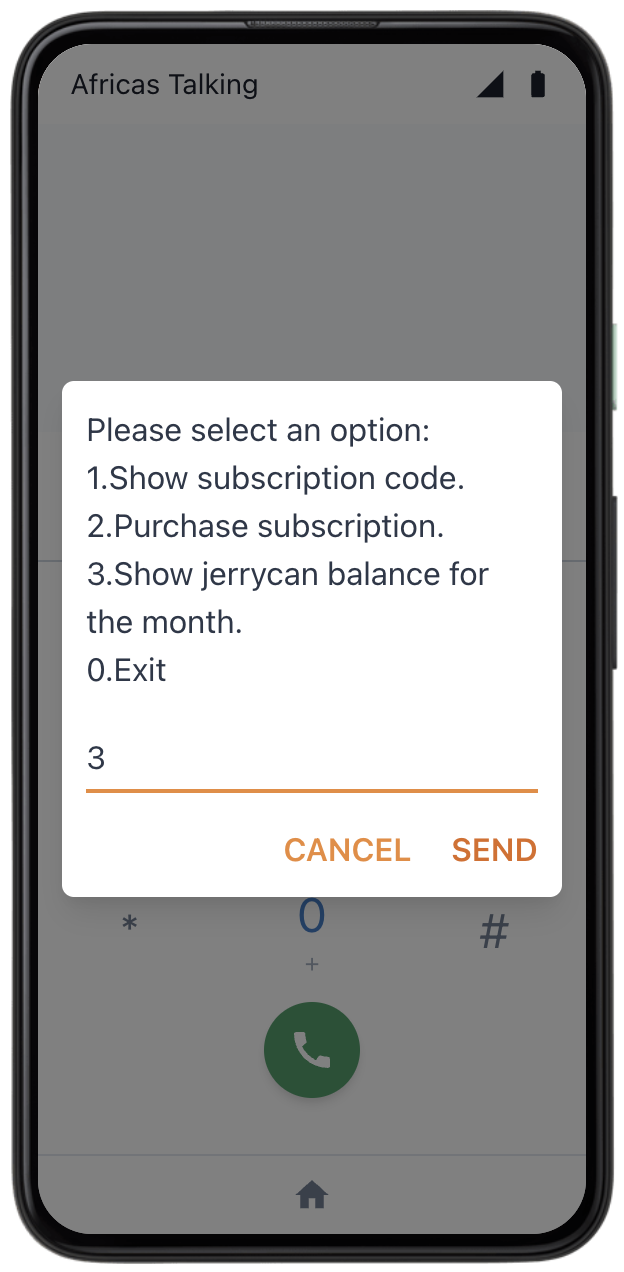 Africas Talking
Please select an option:
1.Show subscription code.
2.Purchase subscription.
3.Show jerrycan balance for
the month.
0.Exit
3
CANCEL SEND
* 0 #
+